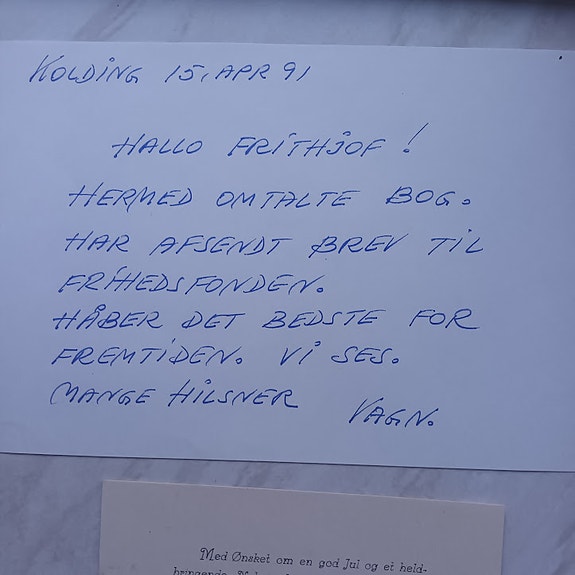 KOLDING 15. APR 91
HALLO FRITHJOF !
HERMED OMTALTE BOG.
HAR AFSENDT BREV TIL
FRIHEDSFONDEN.
HÅBER DET BEDSTE FOR
FREMTIDEN. VI SES.
MANGE HILSNER VAGN.
Med Ønsket om en god Jul og et held-
bringende